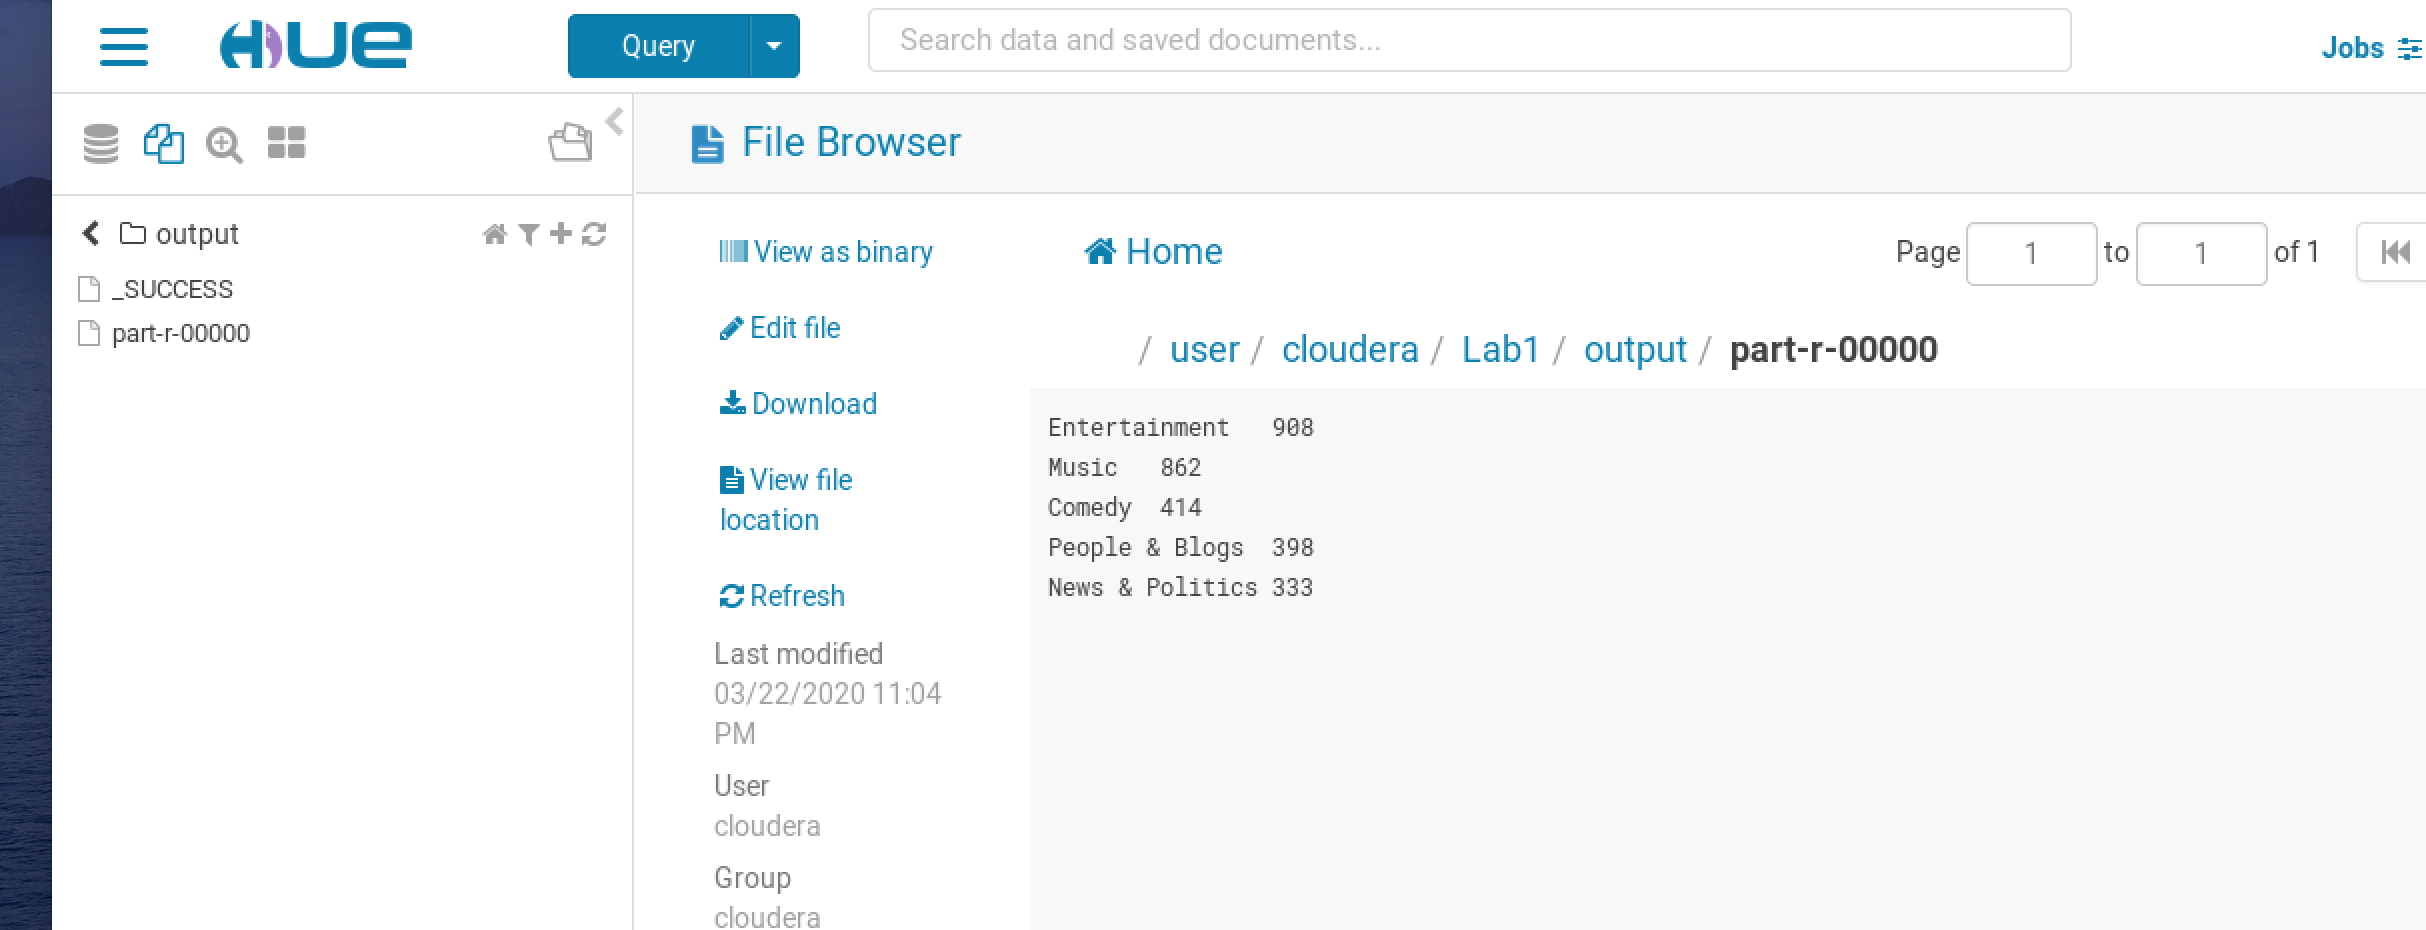 HUE
Query
Search data and saved documents...
Jobs
File Browser
output
_SUCCESS
part-r-00000
View as binary
Edit file
Download
View file
location
Refresh
Last modified
03/22/2020 11:04
PM
User
cloudera
Group
cloudera
Home
Page 1 to 1 of 1
/ user / cloudera / Lab1 / output / part-r-00000
Entertainment 908
Music 862
Comedy 414
People & Blogs 398
News & Politics 333